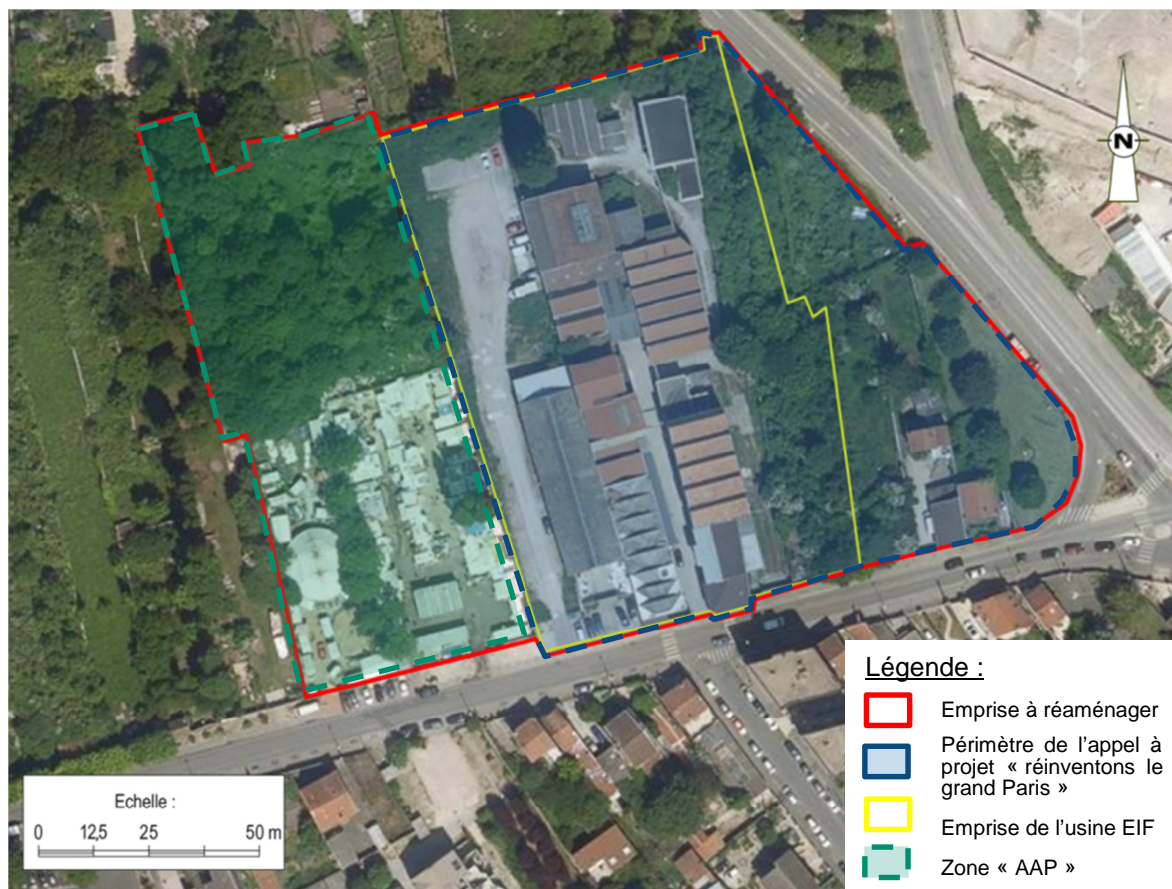 N
Légende :
Emprise à réaménager
Périmètre de l'appel à
projet « réinventons le
grand Paris »
Emprise de l'usine EIF
Zone « AAP »
Echelle :
0 12,5 25 50 m